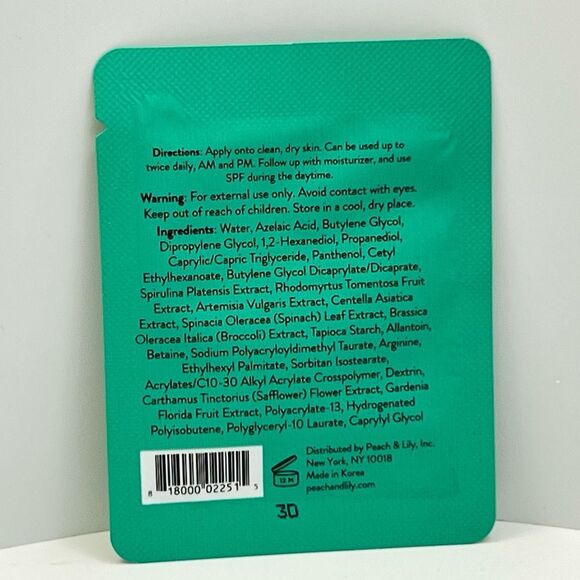 Directions: Apply onto clean, dry skin. Can be used up to
twice daily, AM and PM. Follow up with moisturizer, and use
SPF during the daytime.
Warning: For external use only. Avoid contact with eyes.
Keep out of reach of children. Store in a cool, dry place.
Ingredients: Water, Azelaic Acid, Butylene Glycol,
Dipropylene Glycol, 1,2-Hexanediol, Propanediol,
Caprylic/Capric Triglyceride, Panthenol, Cetyl
Ethylhexanoate, Butylene Glycol Dicaprylate/Dicaprate,
Spirulina Platensis Extract, Rhodomyrtus Tomentosa Fruit
Extract, Artemisia Vulgaris Extract, Centella Asiatica
Extract, Spinacia Oleracea (Spinach) Leaf Extract, Brassica
Oleracea Italica (Broccoli) Extract, Tapioca Starch, Allantoin,
Betaine, Sodium Polyacryloyldimethyl Taurate, Arginine,
Ethylhexyl Palmitate, Sorbitan Isostearate,
Acrylates/C10-30 Alkyl Acrylate Crosspolymer, Dextrin,
Carthamus Tinctorius (Safflower) Flower Extract, Gardenia
Florida Fruit Extract, Polyacrylate-13, Hydrogenated
Polyisobutene, Polyglyceryl-10 Laurate, Caprylyl Glycol
8 18000 02251 5
12 M
Distributed by Peach & Lily, Inc.
New York, NY 10018
Made in Korea
peachandlily.com
30